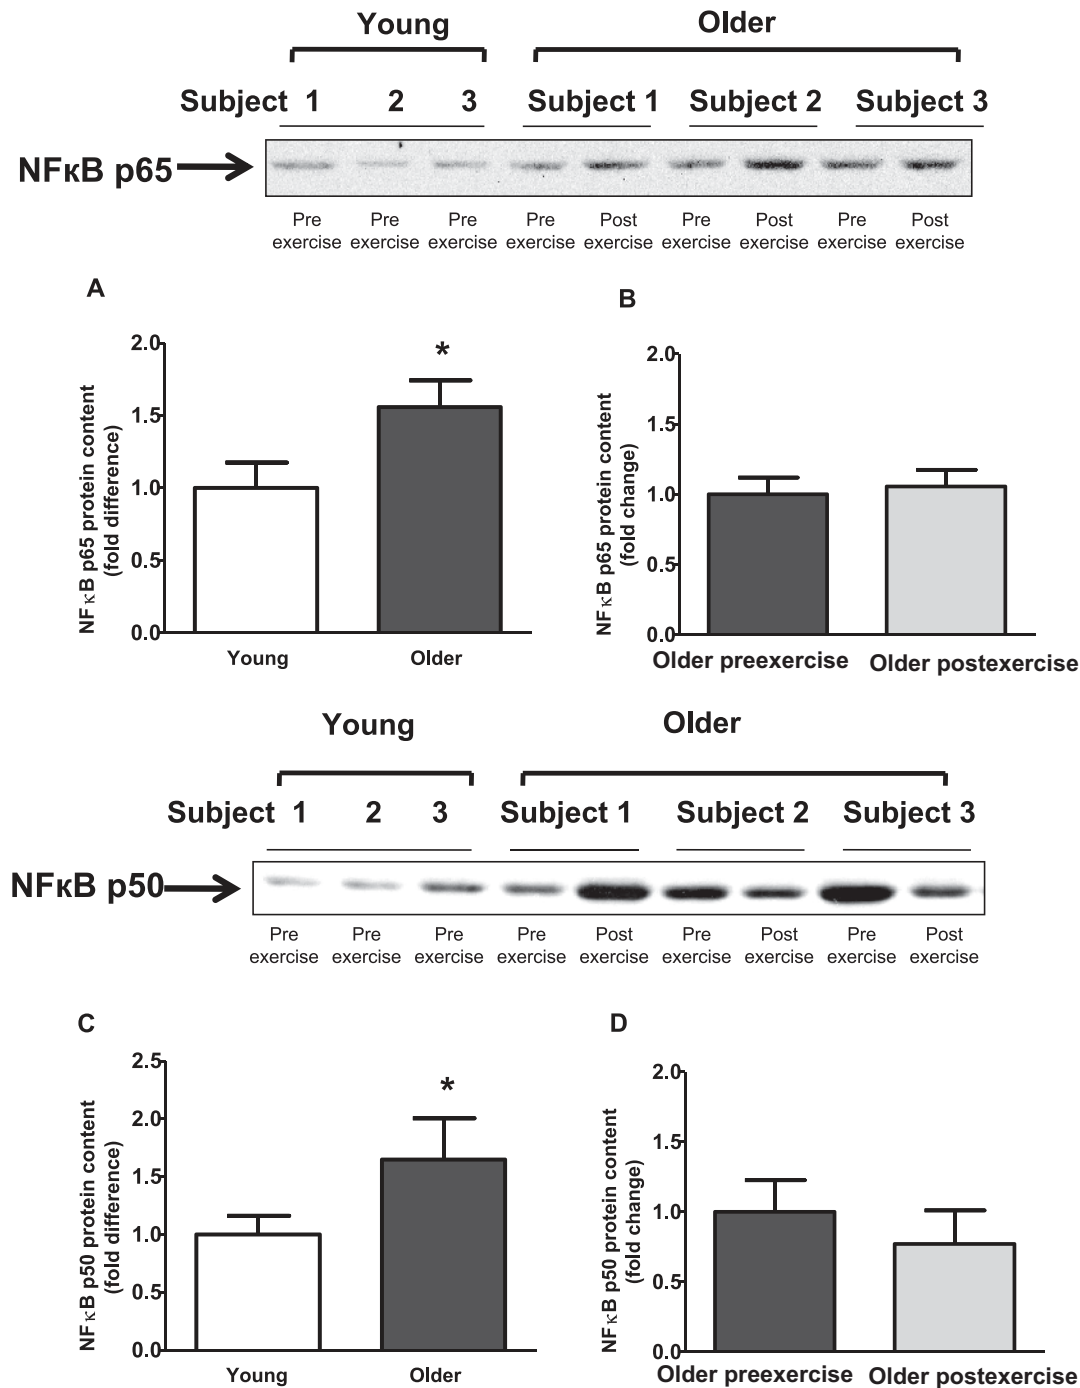 Young Older
Subject 1 2 3 Subject 1 Subject 2 Subject 3
NFκB p65
Pre Pre Pre Pre Post Pre Post Pre Post
exercise exercise exercise exercise exercise exercise exercise exercise exercise
A
NFκB p65 protein content
(fold difference)
2.0
1.5
1.0
0.5
0.0
*
Young Older
B
NFκB p65 protein content
(fold change)
2.0
1.5
1.0
0.5
0.0
Older preexercise Older postexercise
Young Older
Subject 1 2 3 Subject 1 Subject 2 Subject 3
NFκB p50
Pre Pre Pre Pre Post Pre Post Pre Post
exercise exercise exercise exercise exercise exercise exercise exercise exercise
C
NFκB p50 protein content
(fold difference)
2.5
2.0
1.5
1.0
0.5
0.0
*
Young Older
D
NFκB p50 protein content
(fold change)
2.0
1.5
1.0
0.5
0.0
Older preexercise Older postexercise